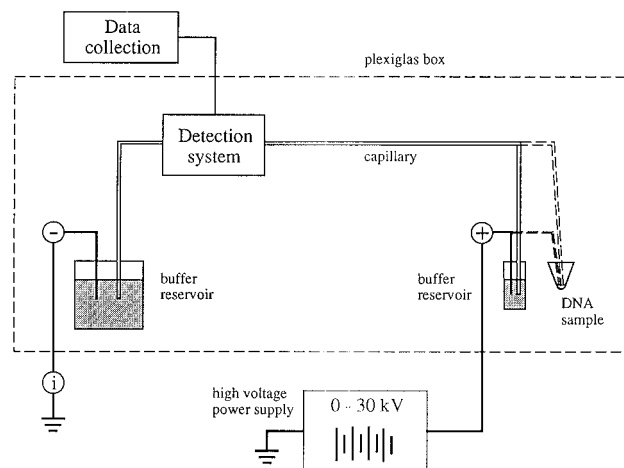 Data
collection
plexiglas box
Detection
system
capillary
-
+
buffer
reservoir
buffer
reservoir
DNA
sample
i
high voltage
power supply
0 - 30 kV